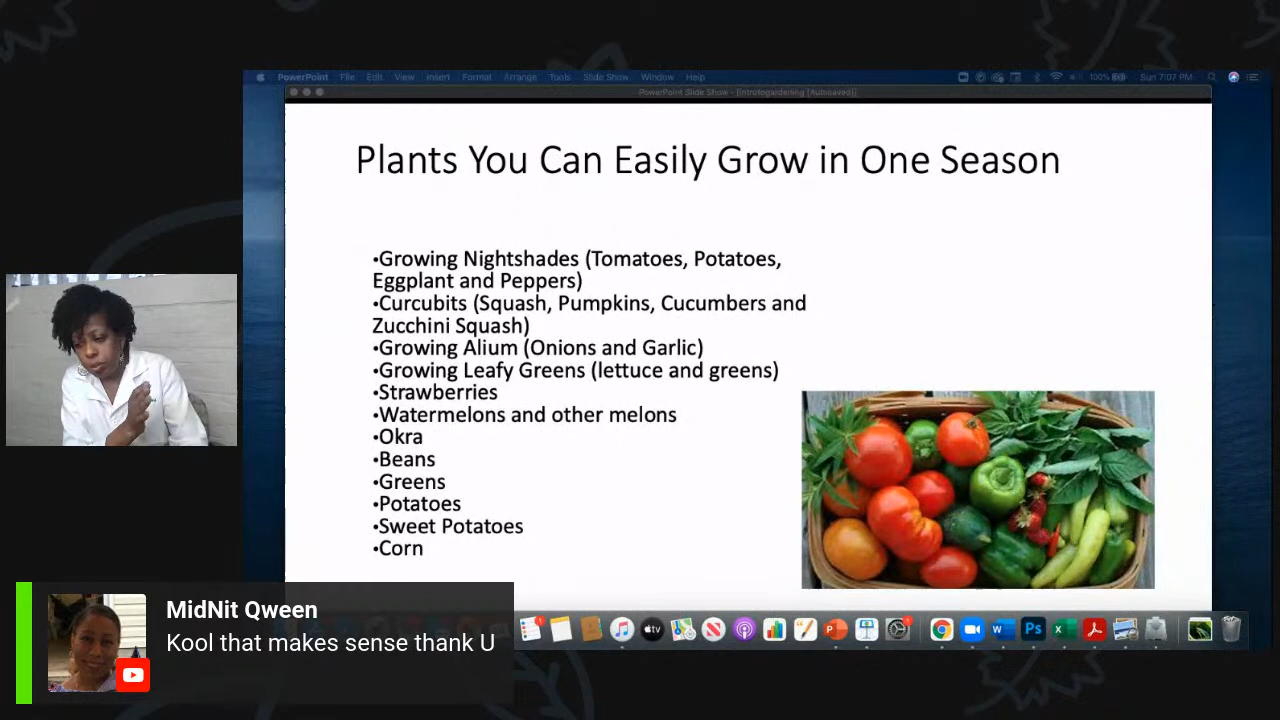 PowerPoint File Edit View Insert Format Arrange Tools Slide Show Window Help 100% Sun 7:07 PM
PowerPoint Slide Show - [Introtogardening [Autosaved]]
Plants You Can Easily Grow in One Season
•Growing Nightshades (Tomatoes, Potatoes,
Eggplant and Peppers)
•Curcubits (Squash, Pumpkins, Cucumbers and
Zucchini Squash)
•Growing Alium (Onions and Garlic)
•Growing Leafy Greens (lettuce and greens)
•Strawberries
•Watermelons and other melons
•Okra
•Beans
•Greens
•Potatoes
•Sweet Potatoes
•Corn
MidNit Qween
Kool that makes sense thank U
tv P W Ps X